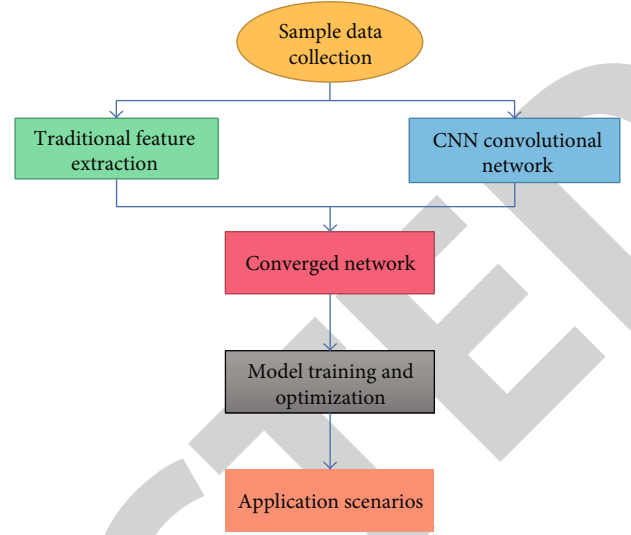 Sample data
collection
Traditional feature
extraction
CNN convolutional
network
Converged network
Model training and
optimization
Application scenarios